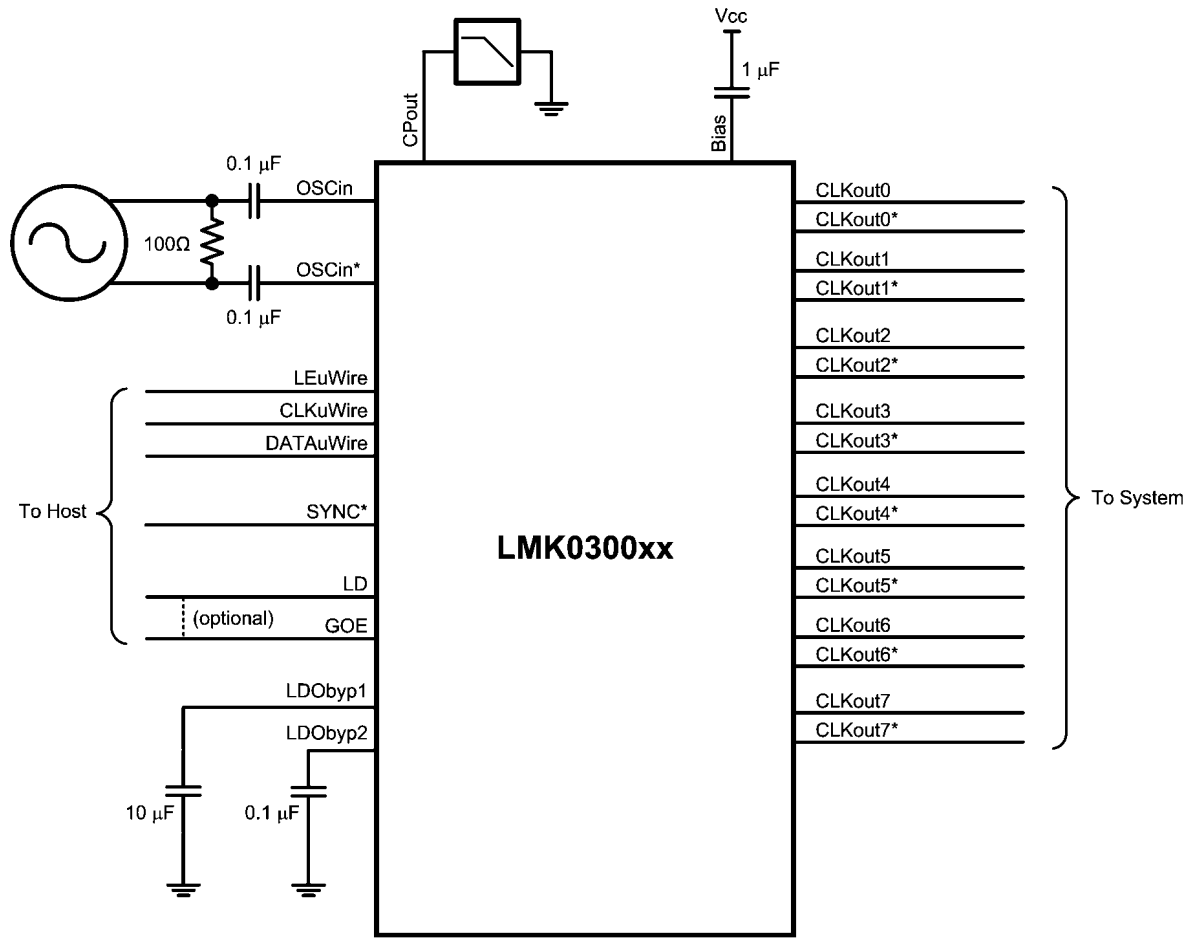 Vcc
1 µF
CPout
Bias
0.1 µF
OSCin
100Ω
OSCin*
0.1 µF
LEuWire
CLKuWire
DATAuWire
To Host
SYNC*
LD
(optional)
GOE
LDObyp1
LDObyp2
10 µF
0.1 µF
LMK0300xx
CLKout0
CLKout0*
CLKout1
CLKout1*
CLKout2
CLKout2*
CLKout3
CLKout3*
CLKout4
CLKout4*
CLKout5
CLKout5*
CLKout6
CLKout6*
CLKout7
CLKout7*
To System